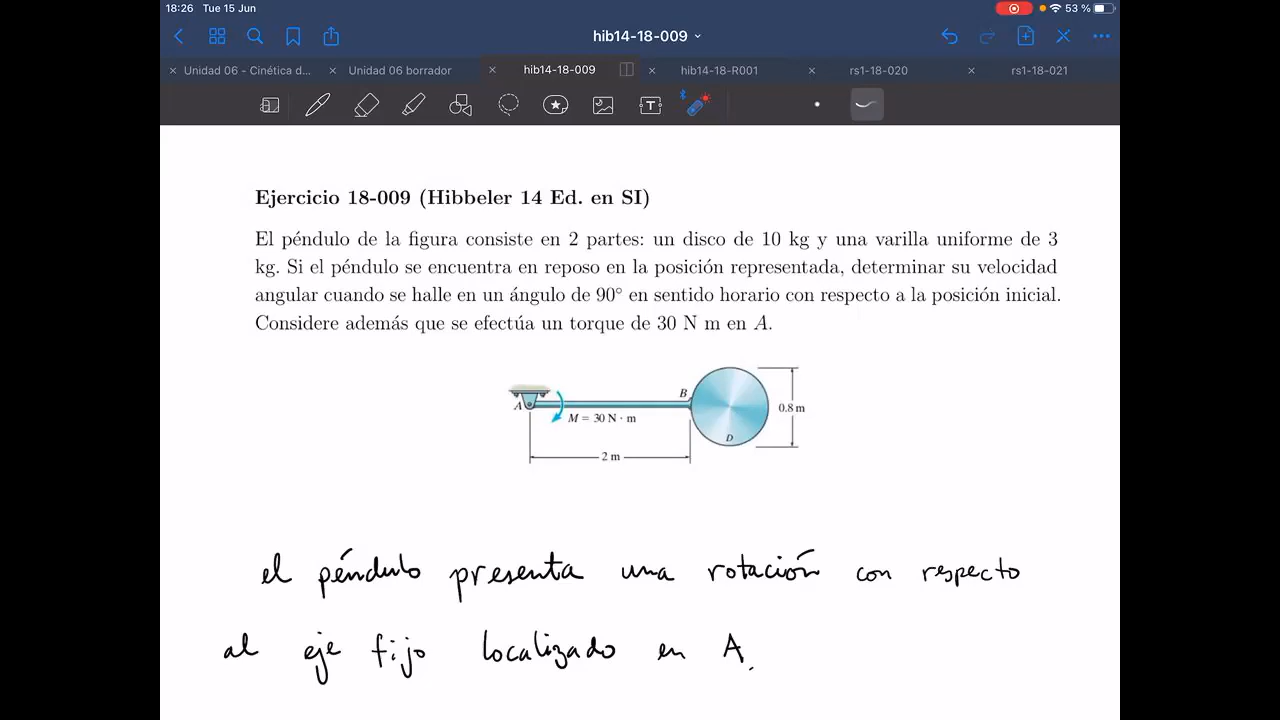 18:26 Tue 15 Jun
53 %
hib14-18-009
Unidad 06 – Cinética d...
Unidad 06 borrador
hib14-18-009
hib14-18-R001
rs1-18-020
rs1-18-021
Ejercicio 18-009 (Hibbeler 14 Ed. en SI)
El péndulo de la figura consiste en 2 partes: un disco de 10 kg y una varilla uniforme de 3
kg. Si el péndulo se encuentra en reposo en la posición representada, determinar su velocidad
angular cuando se halle en un ángulo de 90° en sentido horario con respecto a la posición inicial.
Considere además que se efectúa un torque de 30 N m en A.
A
B
M = 30 N · m
0.8 m
D
2 m
el péndulo presenta una rotación con respecto
al eje fijo localizado en A.